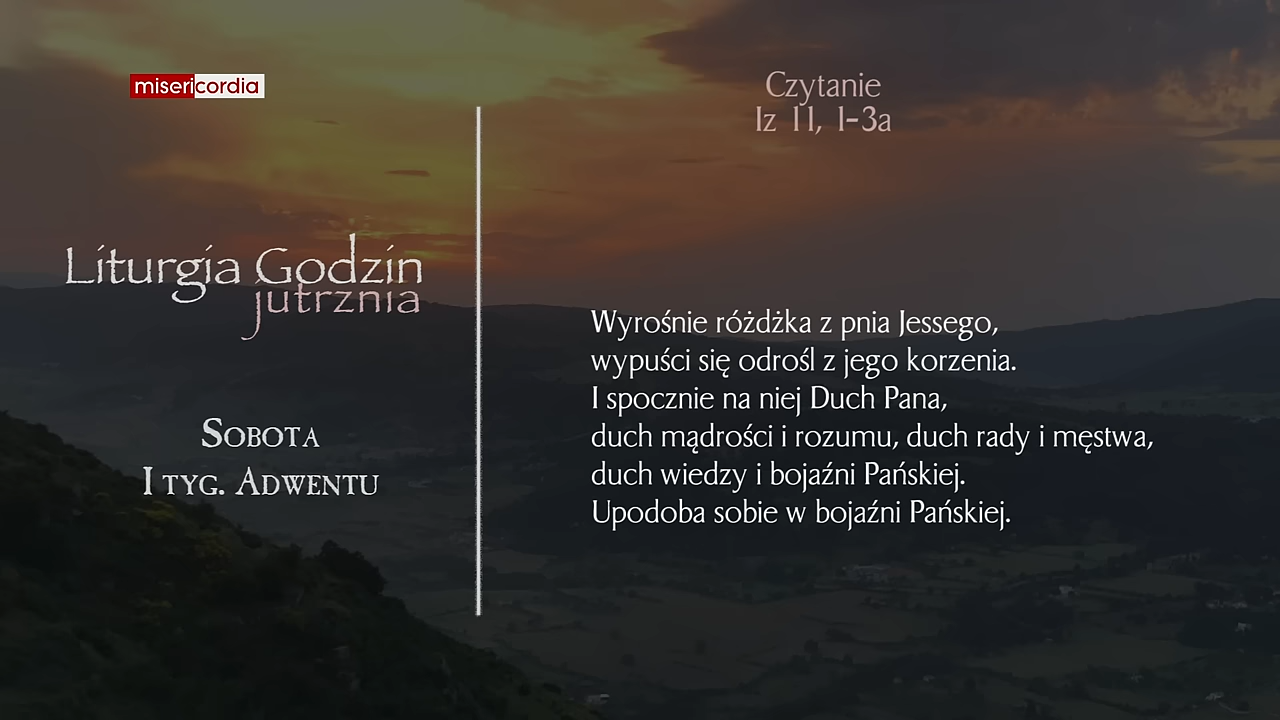 misericordia
Liturgia Godzin
jutrznia
Sobota
I tyg. Adwentu
Czytanie
Iz 11, 1-3a
Wyrośnie różdżka z pnia Jessego,
wypuści się odrośl z jego korzenia.
I spocznie na niej Duch Pana,
duch mądrości i rozumu, duch rady i męstwa,
duch wiedzy i bojaźni Pańskiej.
Upodoba sobie w bojaźni Pańskiej.